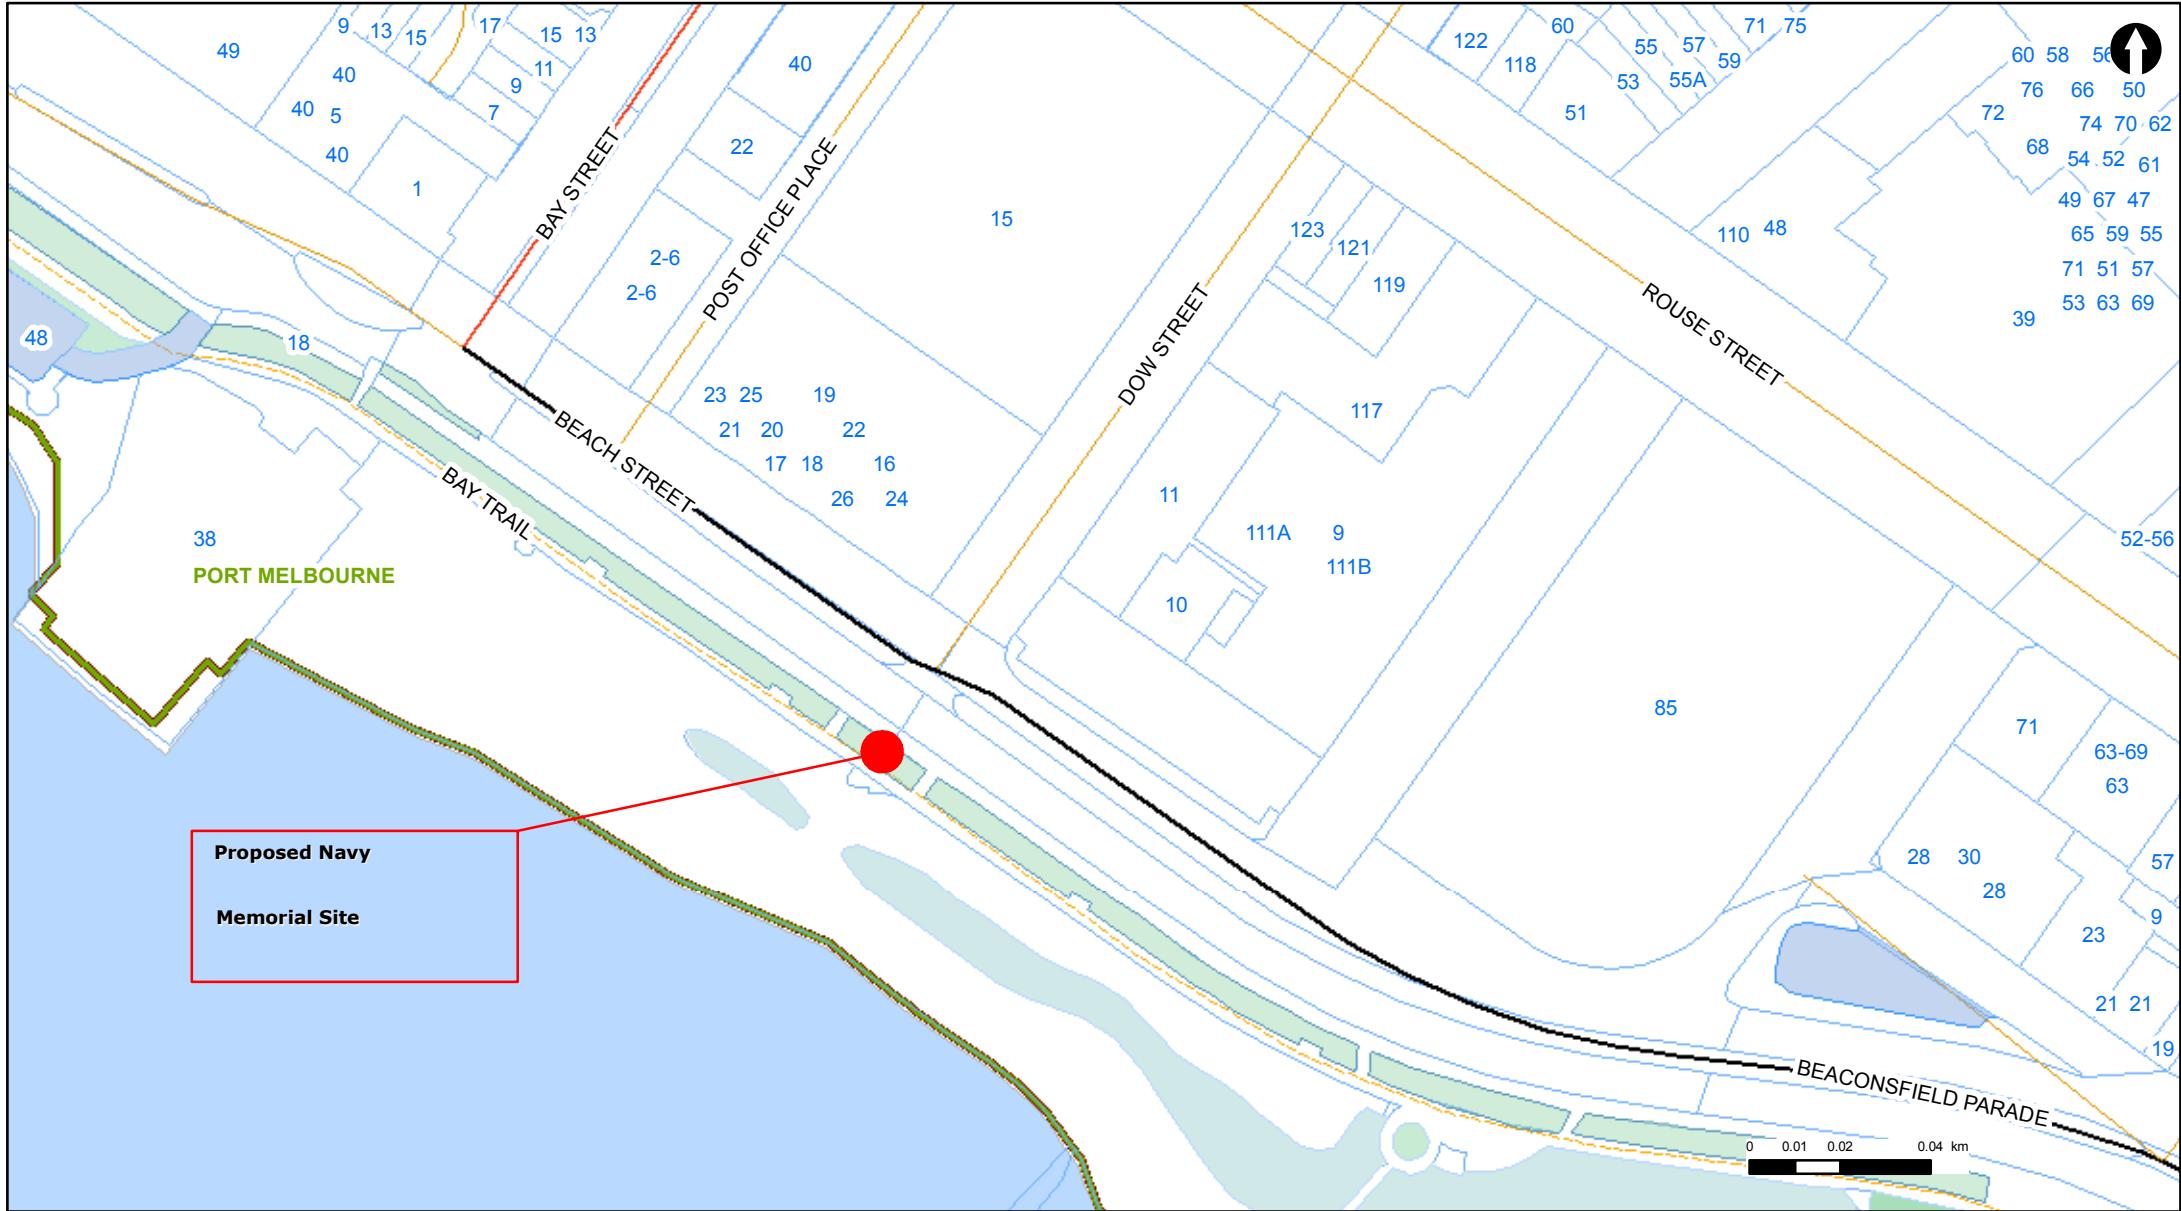 9 13 15 17 15 13
49
40
11
9
40 5
7
40
1
40
22
122
60
118
55 57 59
71 75
53 55A
51
60 58 56
76 66 50
72
74 70 62
68
54 52 61
49 67 47
65 59 55
71 51 57
53 63 69
39
110 48
BAY STREET
POST OFFICE PLACE
2-6
2-6
15
123
121
119
DOW STREET
ROUSE STREET
117
48
18
23 25 19
21 20 22
17 18 16
26 24
BEACH STREET
BAY TRAIL
11
111A 9
111B
10
52-56
38
PORT MELBOURNE
85
71
63-69
63
57
28 30
28
9
23
21 21
19
Proposed Navy
Memorial Site
BEACONSFIELD PARADE
0 0.01 0.02 0.04 km